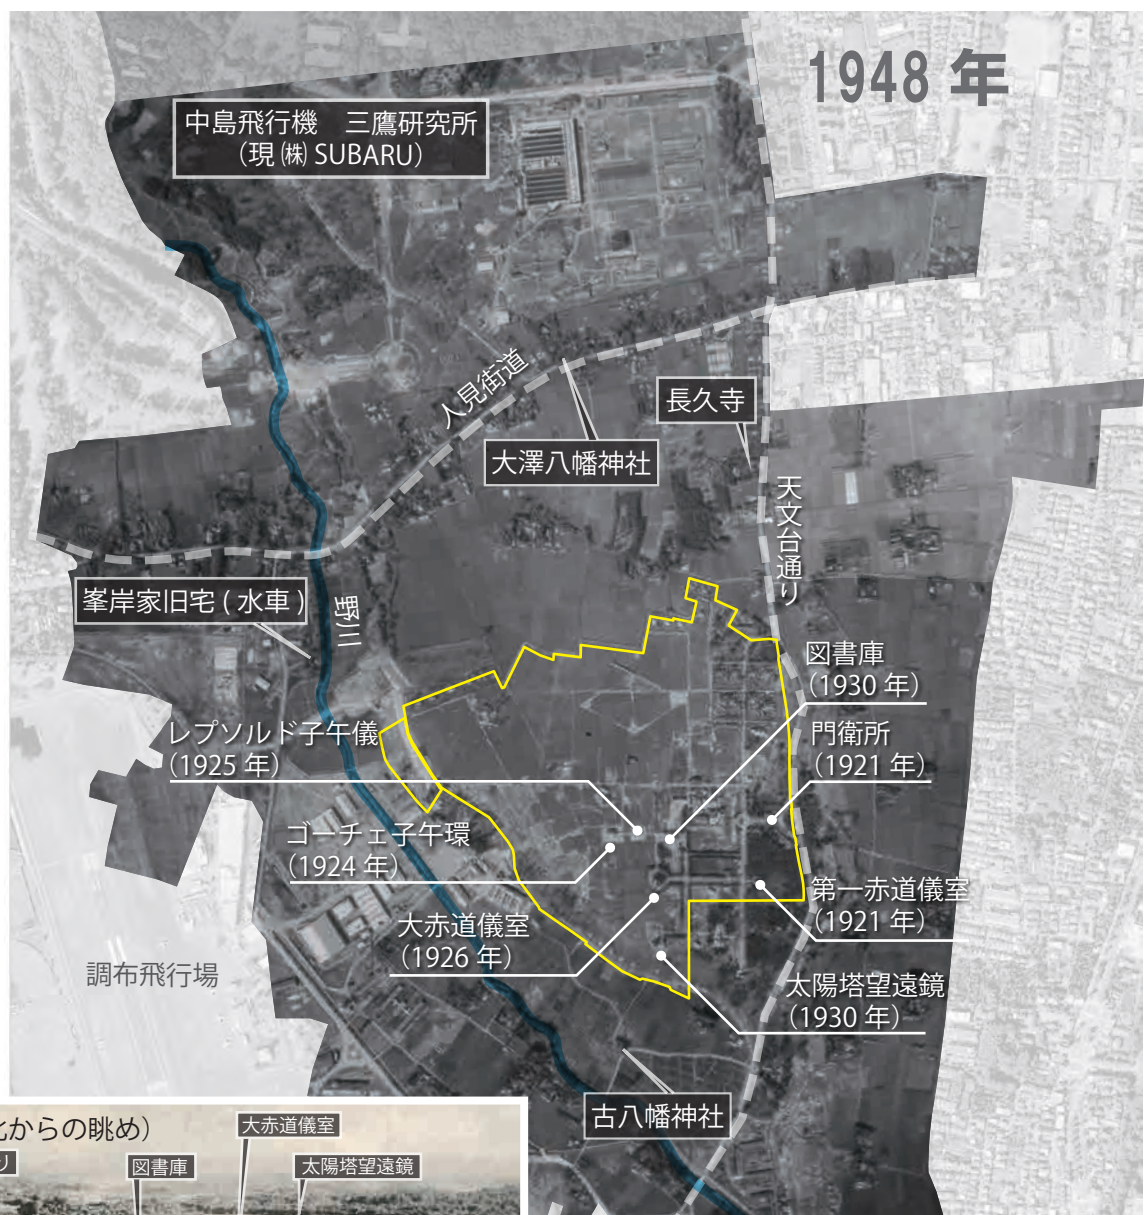 1948 年
中島飛行機　三鷹研究所
（現 ㈱ SUBARU）
人見街道
長久寺
大澤八幡神社
天文台通り
峯岸家旧宅 ( 水車 )
野川
図書庫
（1930 年）
レプソルド子午儀
（1925 年）
門衛所
（1921 年）
ゴーチェ子午環
（1924 年）
第一赤道儀室
（1921 年）
大赤道儀室
（1926 年）
調布飛行場
太陽塔望遠鏡
（1930 年）
古八幡神社
からの眺め）
大赤道儀室
り
図書庫
太陽塔望遠鏡